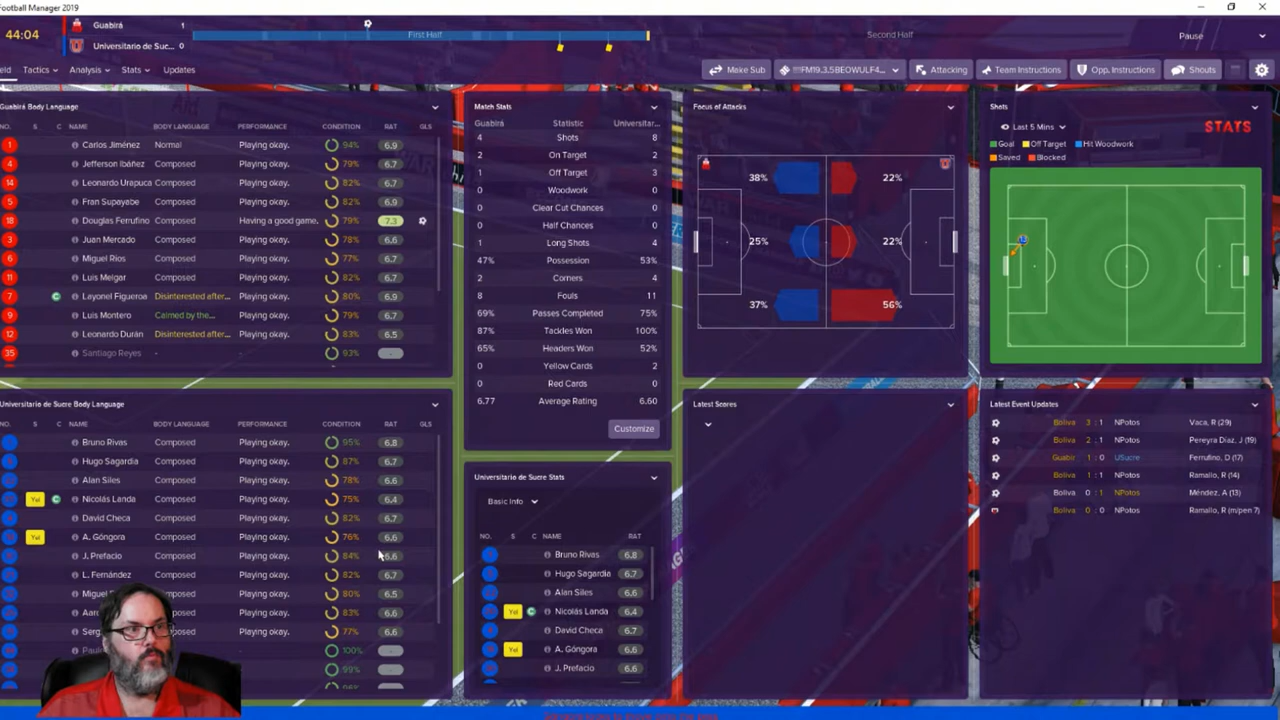 Football Manager 2019
44:04
Guabirá 1
Universitario de Suc... 0
First Half
Second Half
Pause
Tactics
Analysis
Stats
Updates
Make Sub
!!!FM19.3.5BEOWULF4...
Attacking
Team Instructions
Opp. Instructions
Shouts
Guabirá Body Language
NO. S C NAME BODY LANGUAGE PERFORMANCE CONDITION RAT GLS
1 Carlos Jiménez Normal Playing okay. 94% 6.9
4 Jefferson Ibáñez Composed Playing okay. 79% 6.7
14 Leonardo Urapuca Composed Playing okay. 82% 6.7
5 Fran Supayabe Composed Playing okay. 82% 6.9
18 Douglas Ferrufino Composed Having a good game. 79% 7.3
3 Juan Mercado Composed Playing okay. 78% 6.6
6 Miguel Ríos Composed Playing okay. 77% 6.7
11 Luis Melgar Composed Playing okay. 82% 6.7
7 C Layonel Figueroa Disinterested after... Playing okay. 80% 6.9
9 Luis Montero Calmed by the... Playing okay. 79% 6.7
12 Leonardo Durán Disinterested after... Playing okay. 83% 6.5
35 Santiago Reyes - - 93% -
Universitario de Sucre Body Language
NO. S C NAME BODY LANGUAGE PERFORMANCE CONDITION RAT GLS
Bruno Rivas Composed Playing okay. 95% 6.8
Hugo Sagardia Composed Playing okay. 87% 6.7
Alan Siles Composed Playing okay. 78% 6.6
Yel C Nicolás Landa Composed Playing okay. 75% 6.4
David Checa Composed Playing okay. 82% 6.7
Yel A. Góngora Composed Playing okay. 76% 6.6
J. Prefacio Composed Playing okay. 84% 6.6
L. Fernández Composed Playing okay. 82% 6.7
Miguel Composed Playing okay. 80% 6.5
Playing okay. 83% 6.6
Playing okay. 77% 6.6
- 100% -
- 99% -
Match Stats
Guabirá Statistic Universitar...
4 Shots 8
2 On Target 2
1 Off Target 3
0 Woodwork 0
0 Clear Cut Chances 0
0 Half Chances 0
1 Long Shots 4
47% Possession 53%
2 Corners 4
8 Fouls 11
69% Passes Completed 75%
87% Tackles Won 100%
65% Headers Won 52%
0 Yellow Cards 2
0 Red Cards 0
6.77 Average Rating 6.60
Customize
Universitario de Sucre Stats
Basic Info
NO. S C NAME RAT
Bruno Rivas 6.8
Hugo Sagardia 6.7
Alan Siles 6.6
Yel C Nicolás Landa 6.4
David Checa 6.7
Yel A. Góngora 6.6
J. Prefacio 6.6
Focus of Attacks
38% 22%
25% 22%
37% 56%
Latest Scores
Shots
Last 5 Mins
STATS
Goal Off Target Hit Woodwork
Saved Blocked
Latest Event Updates
Boliva 3 : 1 NPotos Vaca, R (29)
Boliva 2 : 1 NPotos Pereyra Díaz, J (19)
Guabir 1 : 0 USucre Ferrufino, D (17)
Boliva 1 : 1 NPotos Ramallo, R (14)
Boliva 0 : 1 NPotos Méndez, A (13)
Boliva 0 : 0 NPotos Ramallo, R (m/pen 7)